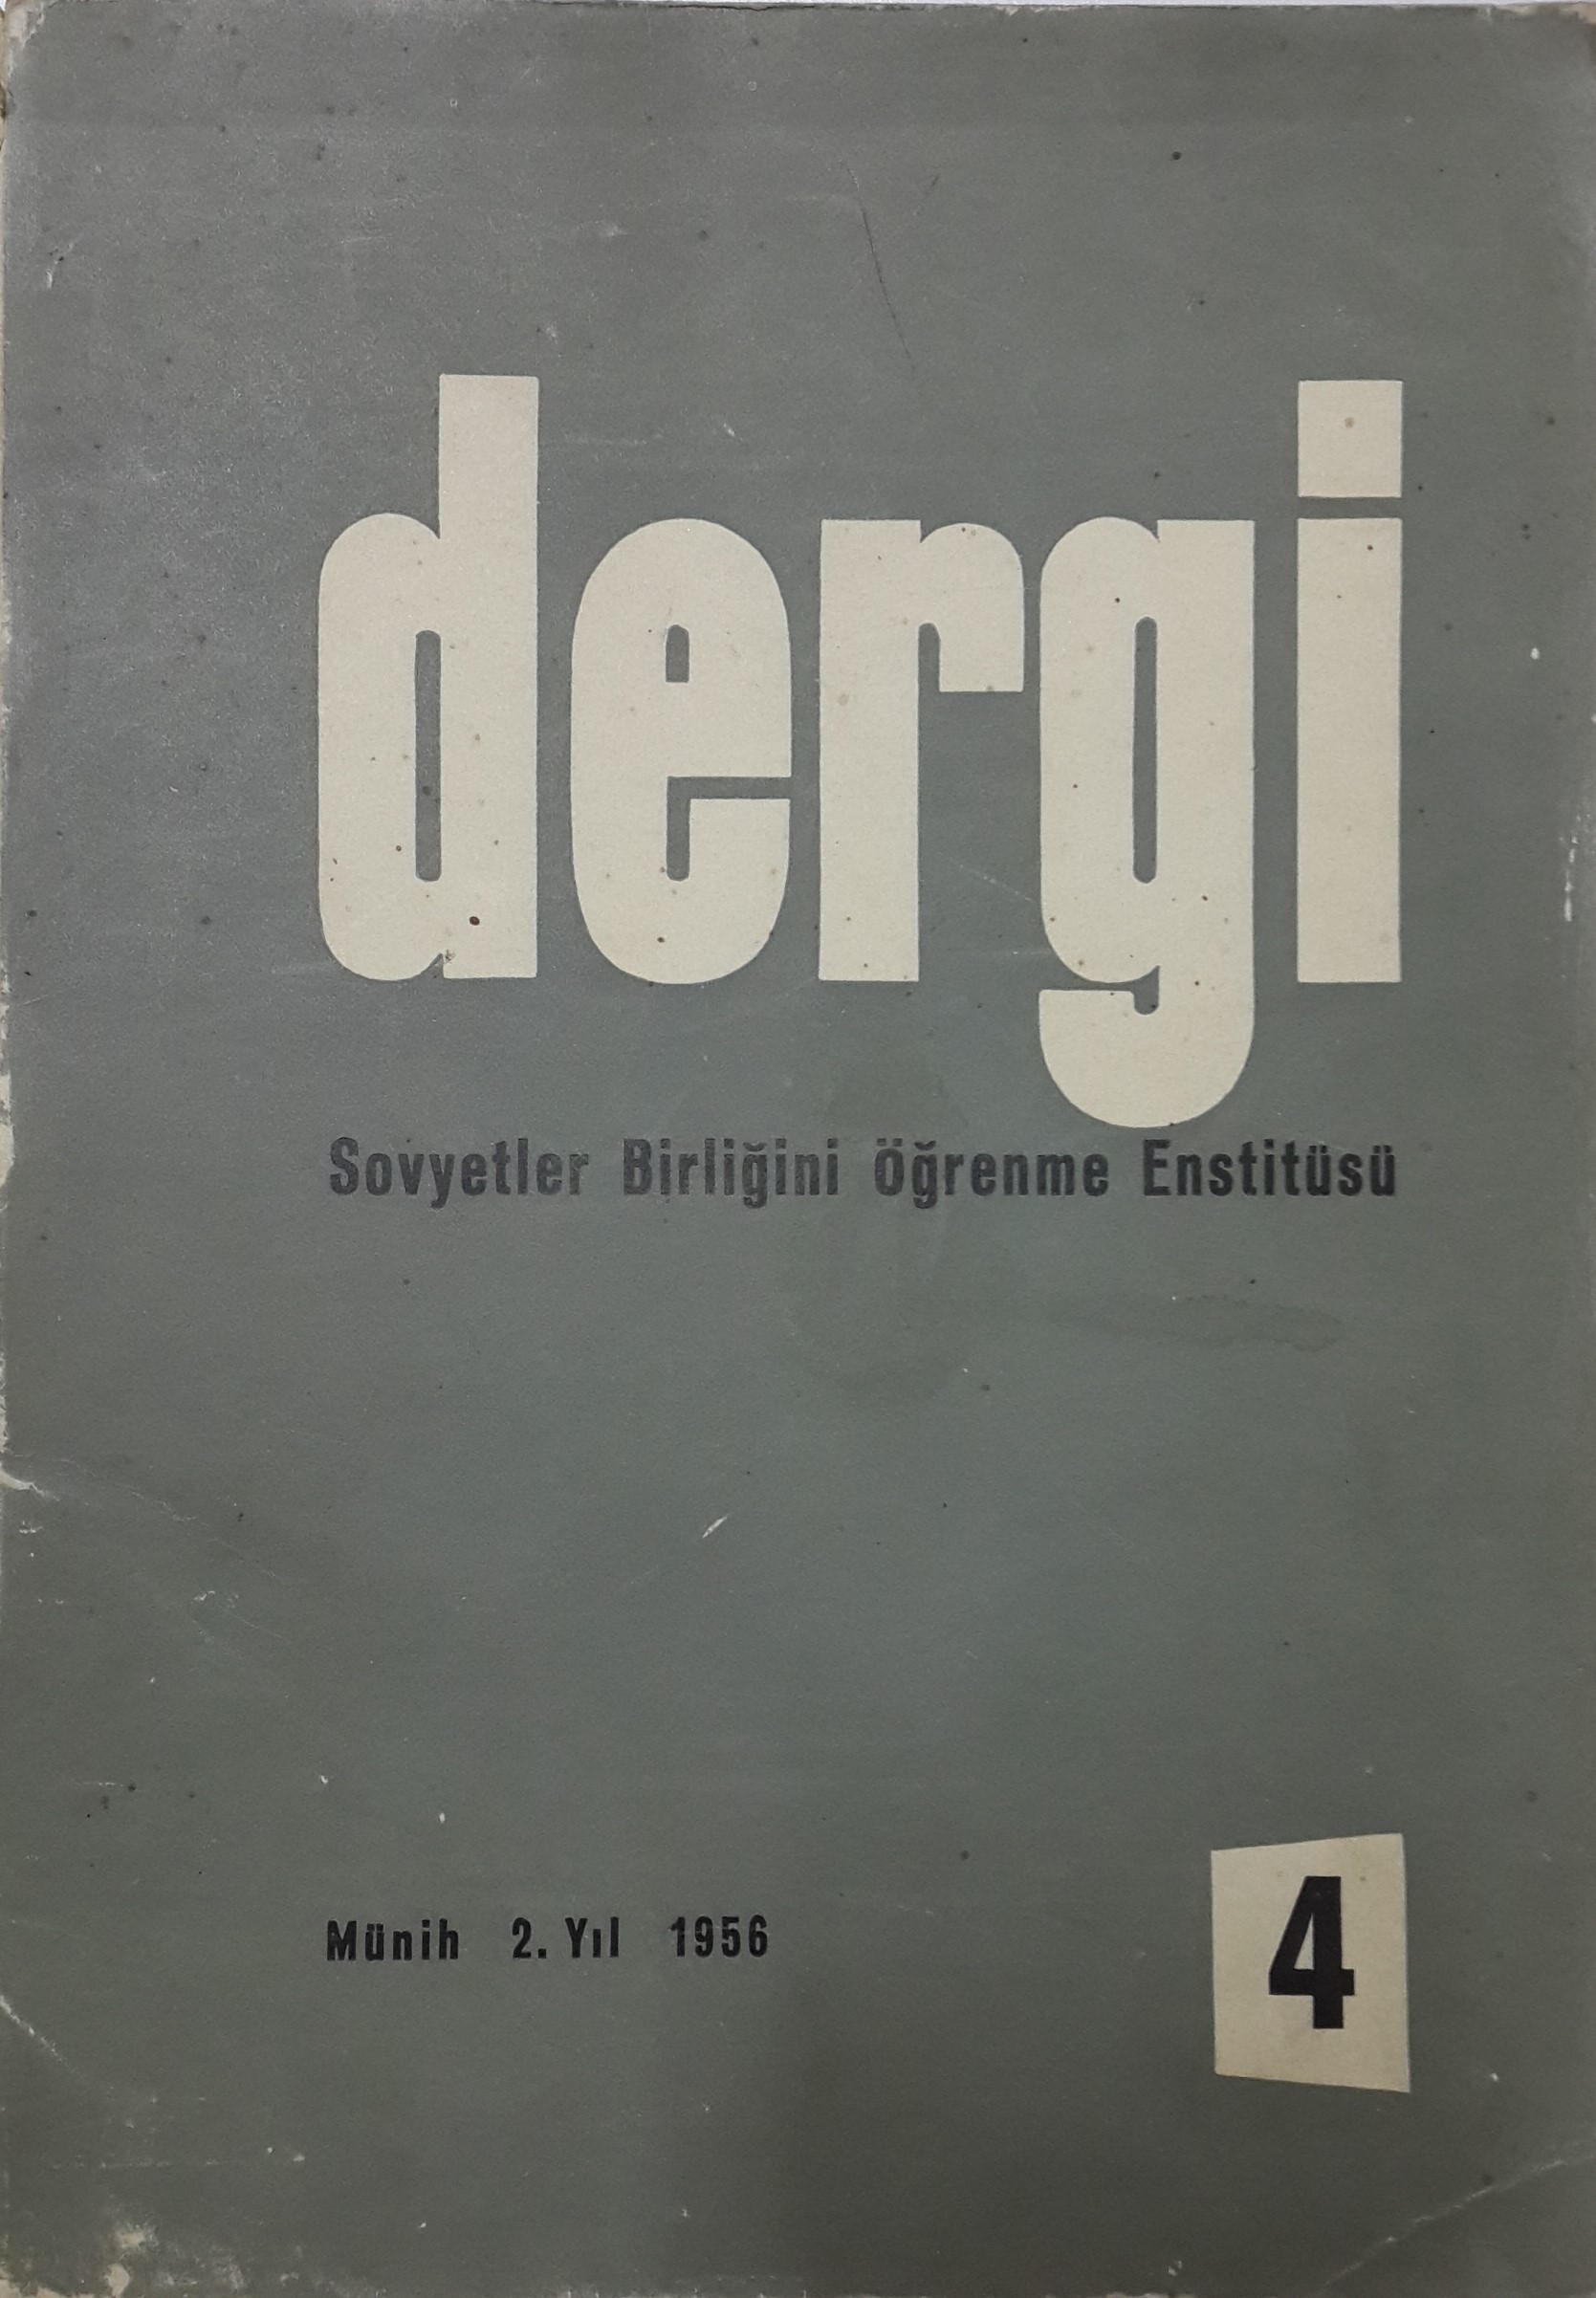 dergi
Sovyetler Birliğini Öğrenme Enstitüsü
Münih 2. Yıl 1956
4